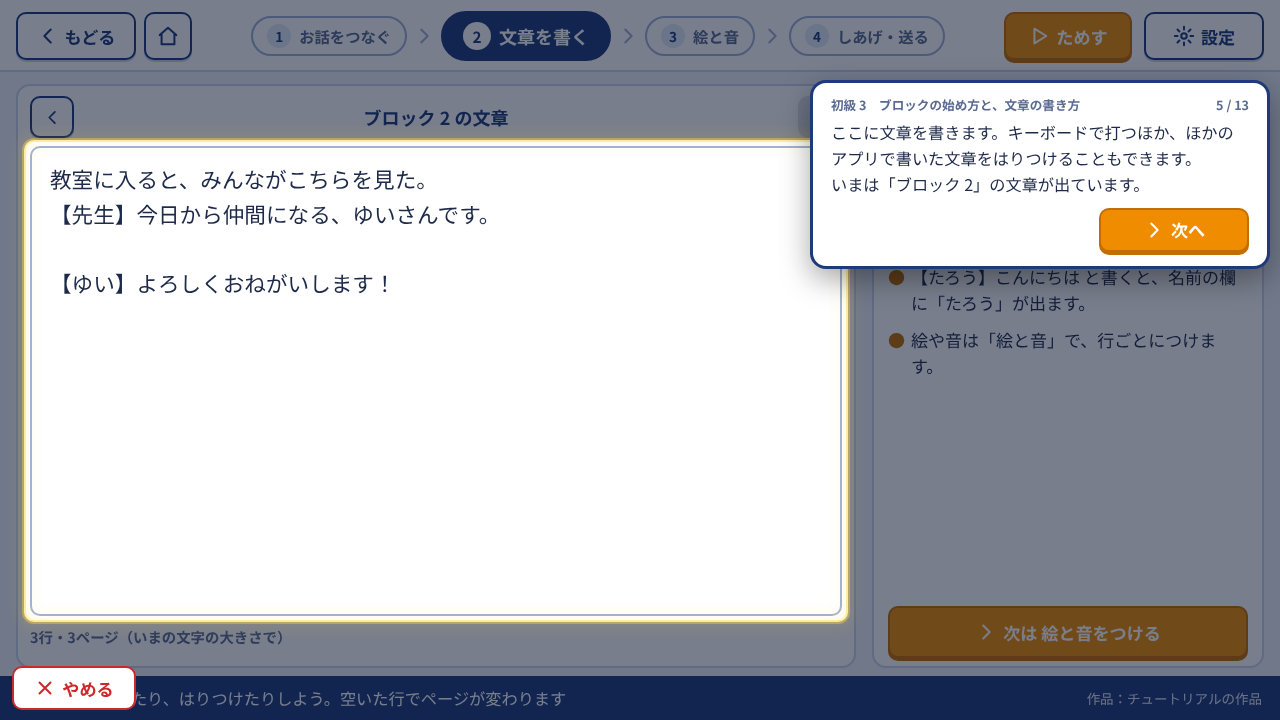 もどる
1 お話をつなぐ
2 文章を書く
3 絵と音
4 しあげ・送る
ためす
設定
ブロック 2 の文章
初級 3　ブロックの始め方と、文章の書き方
5 / 13
ここに文章を書きます。キーボードで打つほか、ほかの
アプリで書いた文章をはりつけることもできます。
いまは「ブロック 2」の文章が出ています。
次へ
教室に入ると、みんながこちらを見た。
【先生】今日から仲間になる、ゆいさんです。
【ゆい】よろしくおねがいします！
【たろう】こんにちは と書くと、名前の欄
に「たろう」が出ます。
絵や音は「絵と音」で、行ごとにつけま
す。
3行・3ページ（いまの文字の大きさで）
次は 絵と音をつける
やめる
たり、はりつけたりしよう。空いた行でページが変わります
作品：チュートリアルの作品